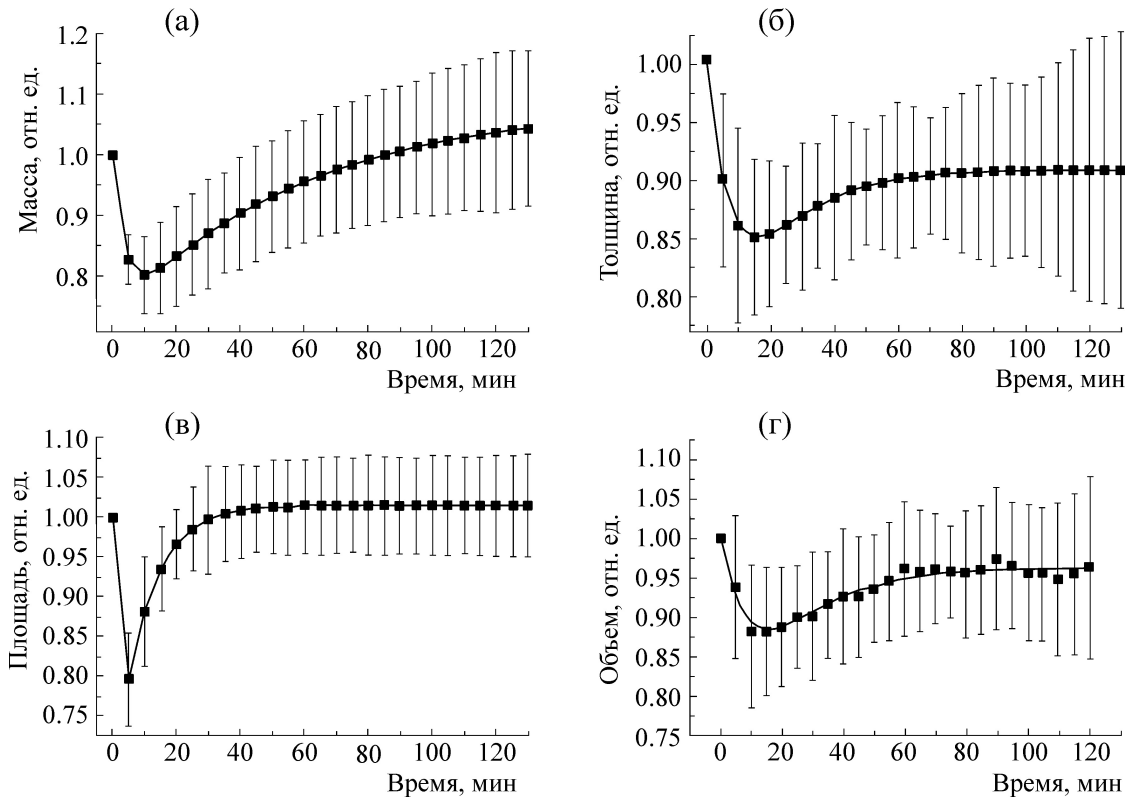 (а)
1.2
1.1
1.0
0.9
0.8
Масса, отн. ед.
0 20 40 60 80 100 120
Время, мин
(б)
1.00
0.95
0.90
0.85
0.80
Толщина, отн. ед.
0 20 40 60 80 100 120
Время, мин
(в)
1.10
1.05
1.00
0.95
0.90
0.85
0.80
0.75
Площадь, отн. ед.
0 20 40 60 80 100 120
Время, мин
(г)
1.10
1.05
1.00
0.95
0.90
0.85
0.80
0.75
Объем, отн. ед.
0 20 40 60 80 100 120
Время, мин